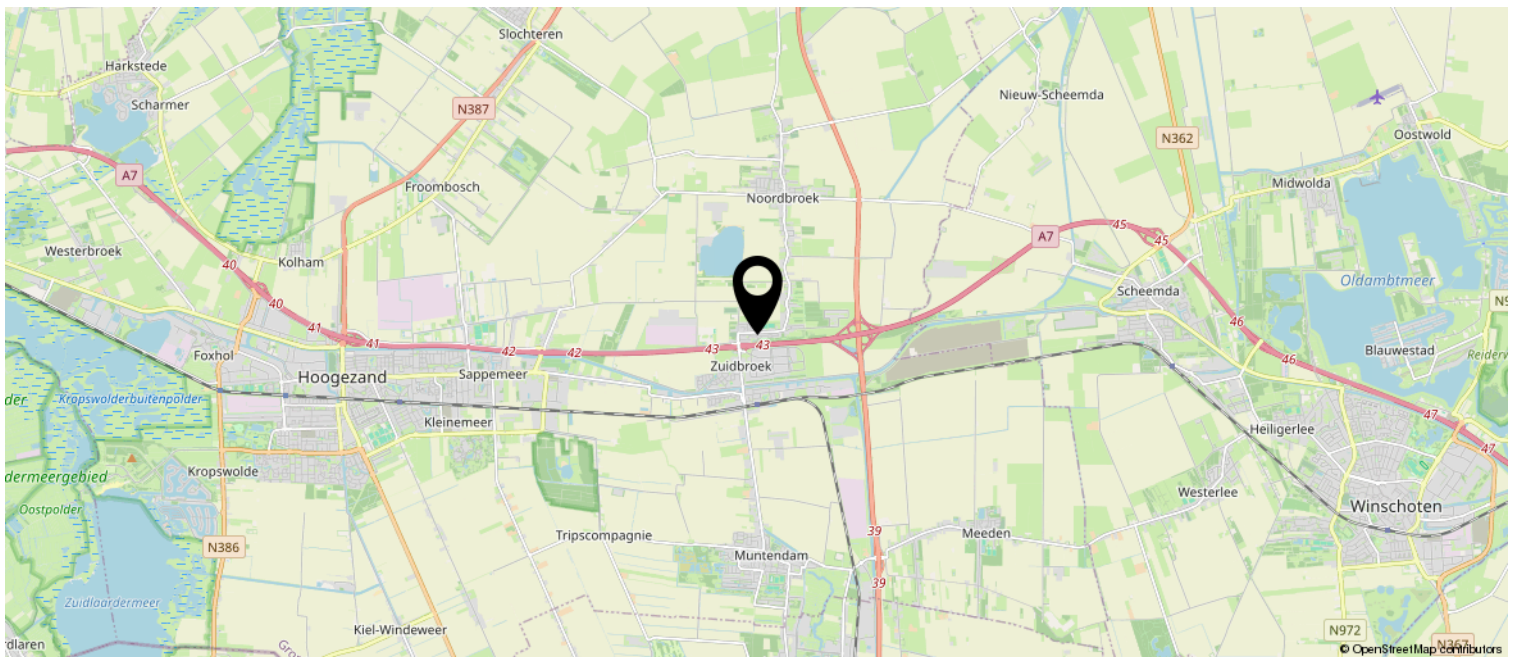 Slochteren
Harkstede
Scharmer
N387
Nieuw-Scheemda
N362
Oostwold
A7
Froombosch
Midwolda
Noordbroek
Westerbroek
Kolham
40
A7
45
45
Oldambtmeer
Scheemda
40
41
41
42
42
43
43
46
46
Blauwestad
Foxhol
Hoogezand
Sappemeer
Zuidbroek
Kropswolderbuitenpolder
Kleinemeer
47
47
Heiligerlee
Kropswolde
dermeergebied
Oostpolder
Westerlee
Winschoten
N386
Tripscompagnie
39
Meeden
Muntendam
39
Zuidlaardermeer
Kiel-Windeweer
N972
N367
© OpenStreetMap contributors